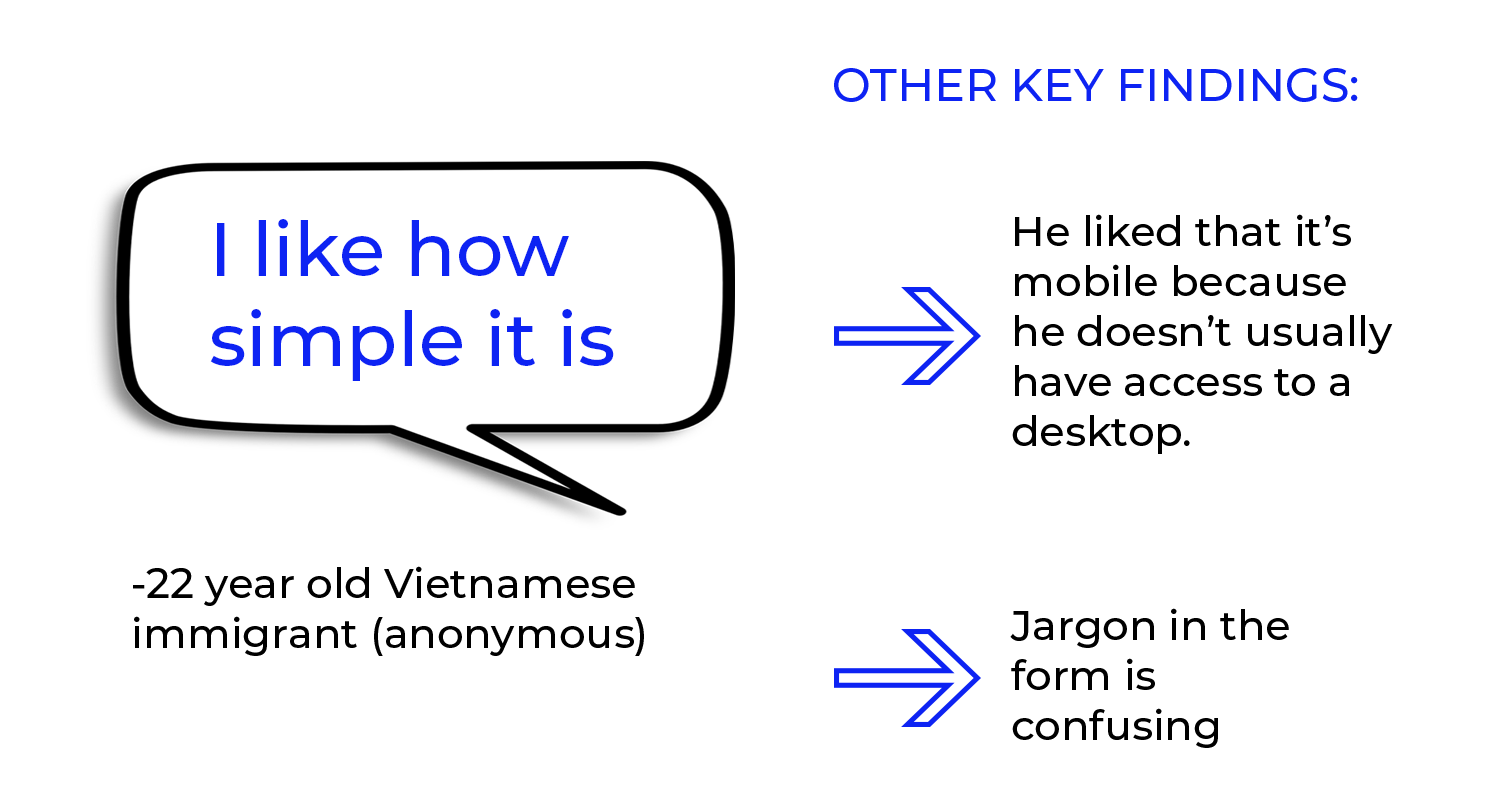 I like how
simple it is
-22 year old Vietnamese
immigrant (anonymous)
OTHER KEY FINDINGS:
He liked that it’s
mobile because
he doesn’t usually
have access to a
desktop.
Jargon in the
form is
confusing